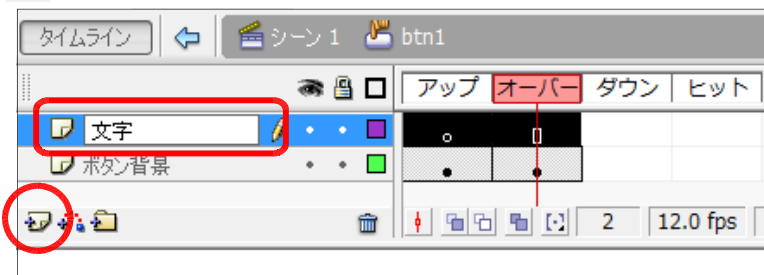 タイムライン シーン 1 btn1
アップ オーバー ダウン ヒット
文字
ボタン背景
2 12.0 fps